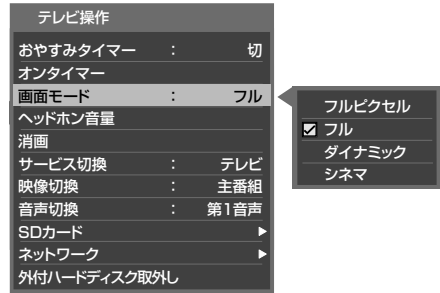 テレビ操作
おやすみタイマー : 切
オンタイマー
画面モード : フル
ヘッドホン音量
消画
サービス切換 : テレビ
映像切換 : 主番組
音声切換 : 第1音声
SDカード
ネットワーク
外付ハードディスク取外し
フルピクセル
フル
ダイナミック
シネマ